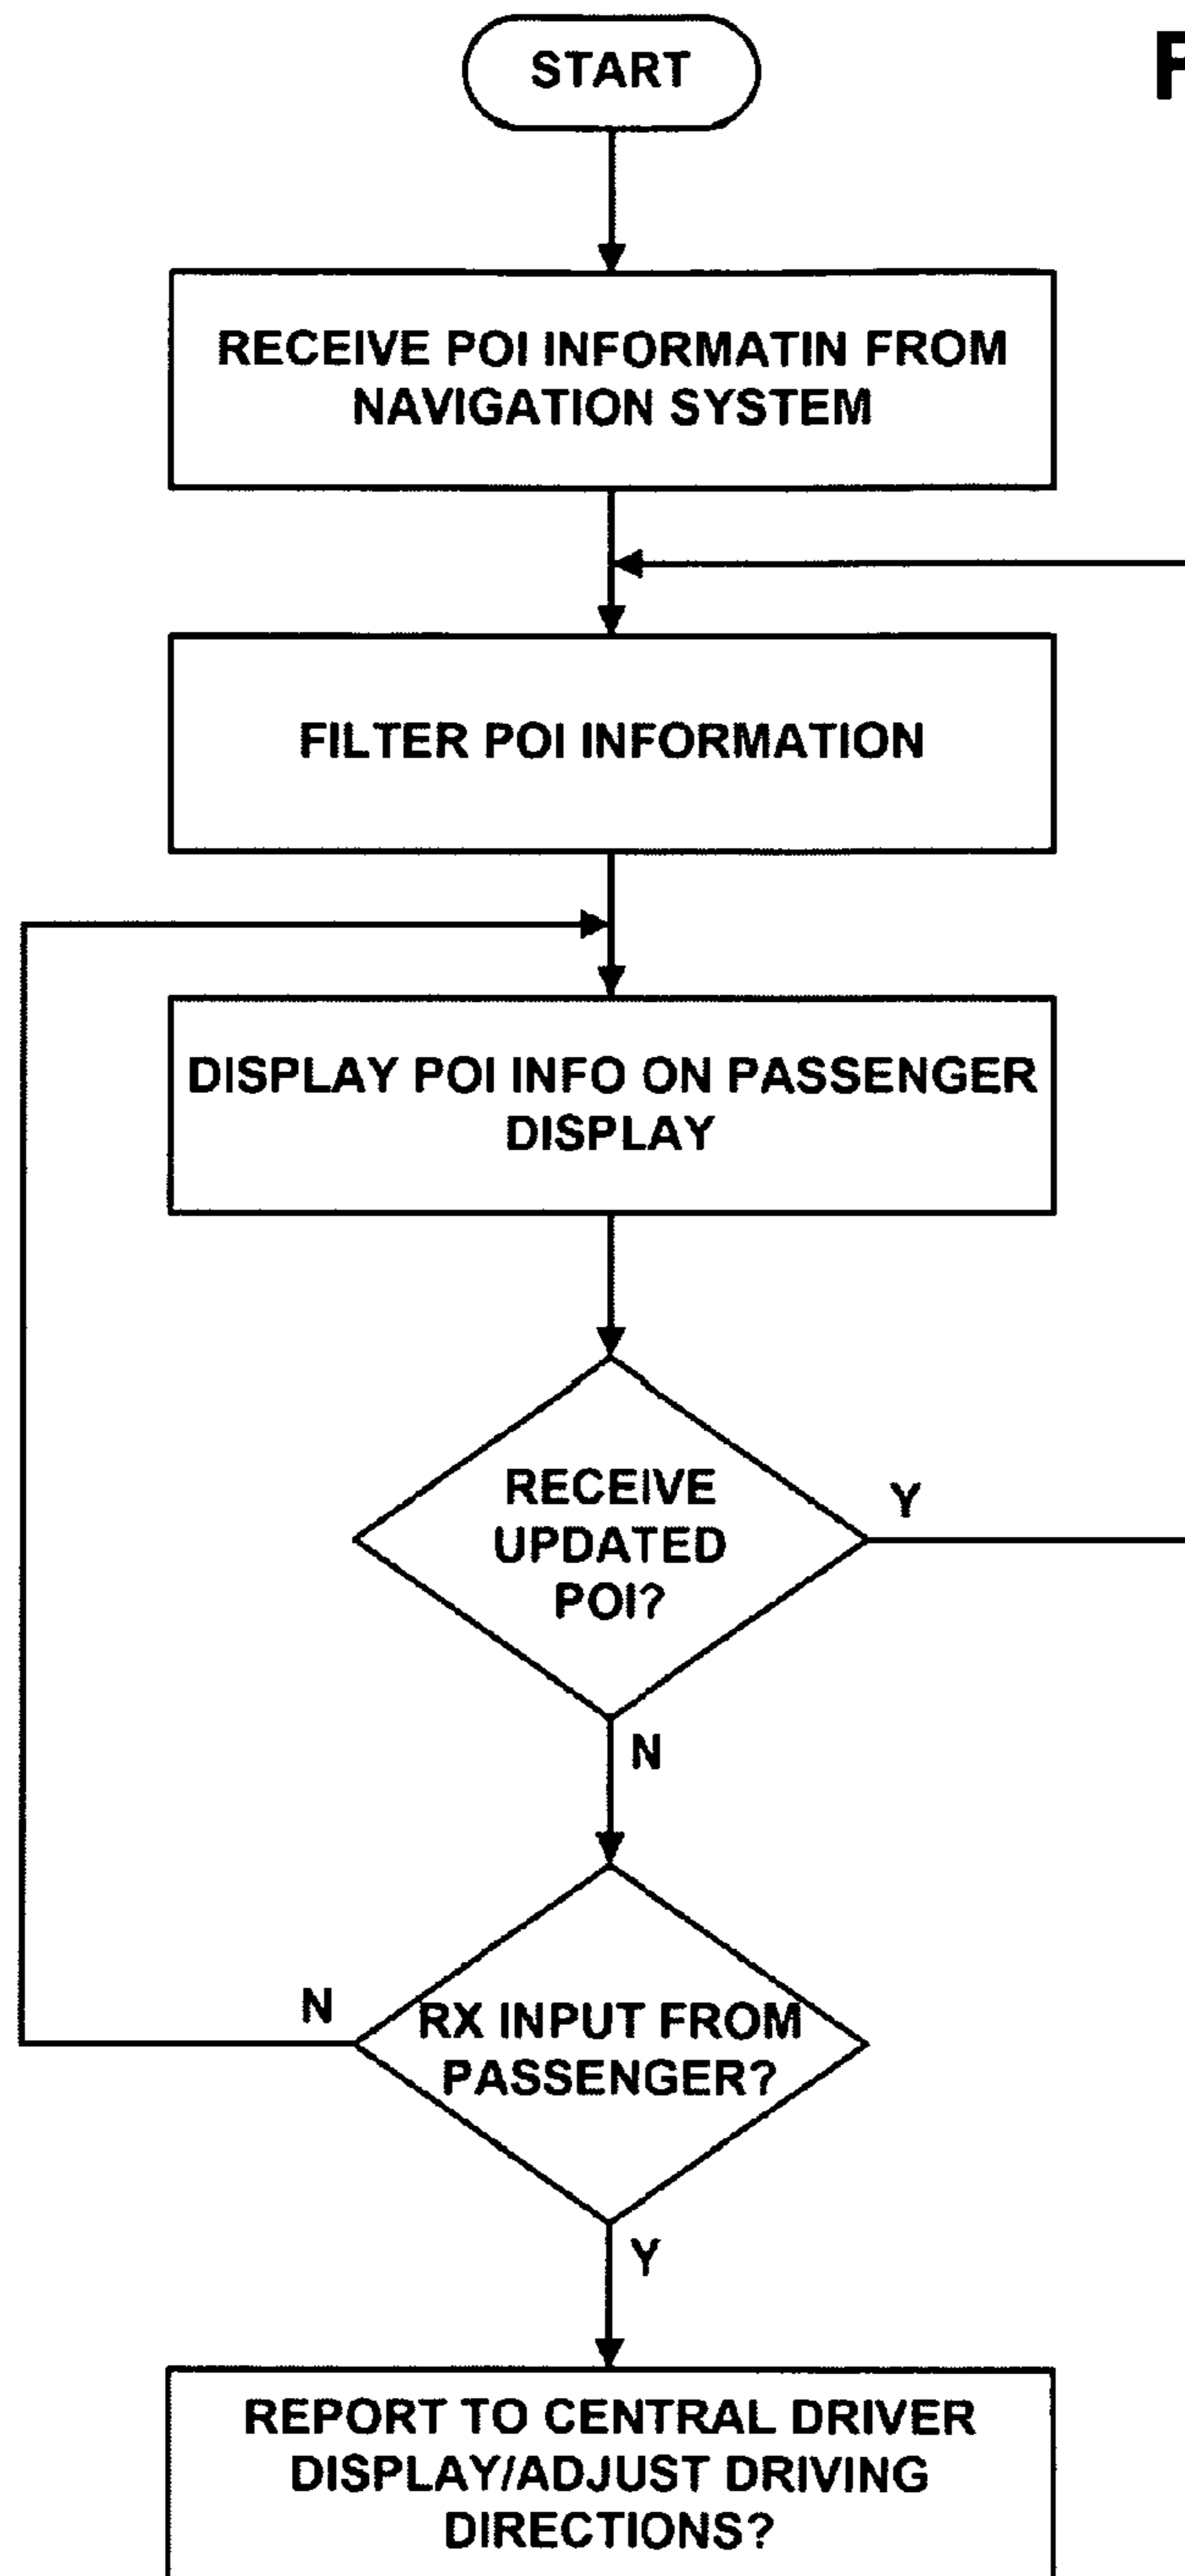 START
RECEIVE POI INFORMATIN FROM
NAVIGATION SYSTEM
FILTER POI INFORMATION
DISPLAY POI INFO ON PASSENGER
DISPLAY
RECEIVE
UPDATED
POI?
Y
N
N
RX INPUT FROM
PASSENGER?
Y
REPORT TO CENTRAL DRIVER
DISPLAY/ADJUST DRIVING
DIRECTIONS?